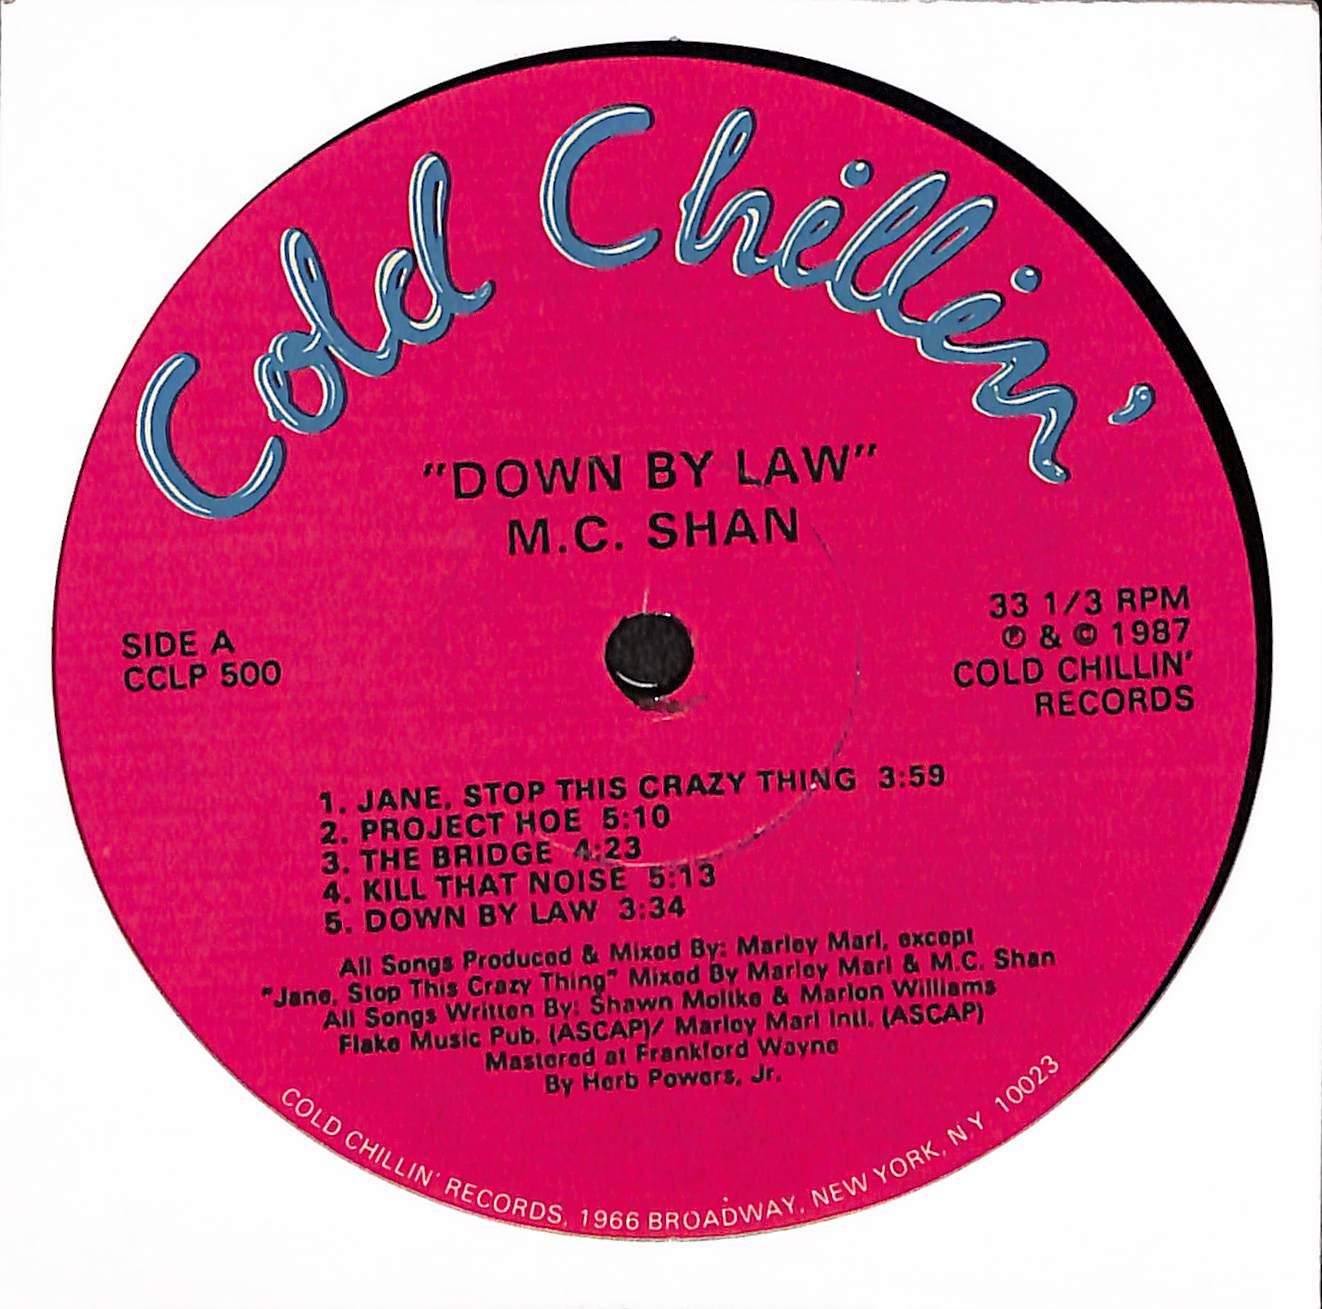 Cold Chillin'
"DOWN BY LAW"
M.C. SHAN
SIDE A
CCLP 500
33 1/3 RPM
℗ & © 1987
COLD CHILLIN'
RECORDS
1. JANE, STOP THIS CRAZY THING 3:59
2. PROJECT HOE 5:10
3. THE BRIDGE 4:23
4. KILL THAT NOISE 5:13
5. DOWN BY LAW 3:34
All Songs Produced & Mixed By: Marley Marl, except
"Jane, Stop This Crazy Thing" Mixed By Marley Marl & M.C. Shan
All Songs Written By: Shawn Moltke & Marlon Williams
Flake Music Pub. (ASCAP)/ Marley Marl Intl. (ASCAP)
Mastered at Frankford Wayne
By Herb Powers, Jr.
COLD CHILLIN' RECORDS, 1966 BROADWAY, NEW YORK, N.Y 10023